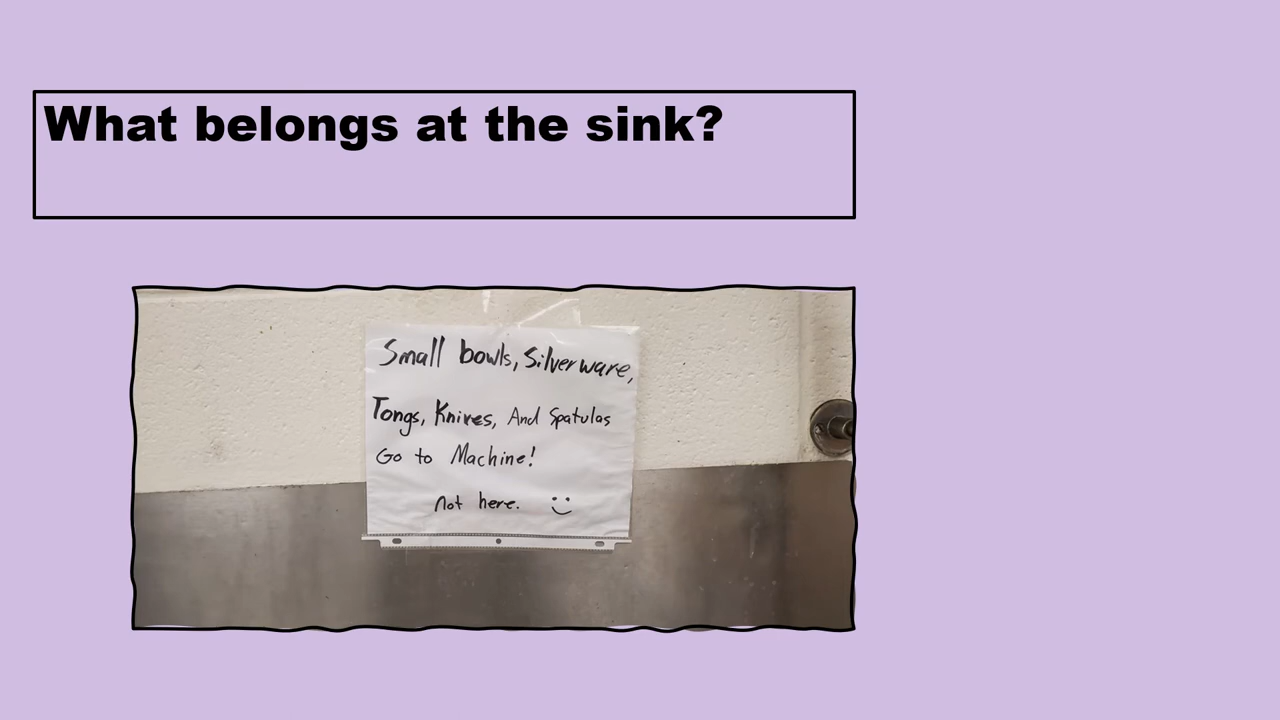 What belongs at the sink?
Small bowls, Silverware,
Tongs, Knives, And Spatulas
Go to Machine!
Not here. :)